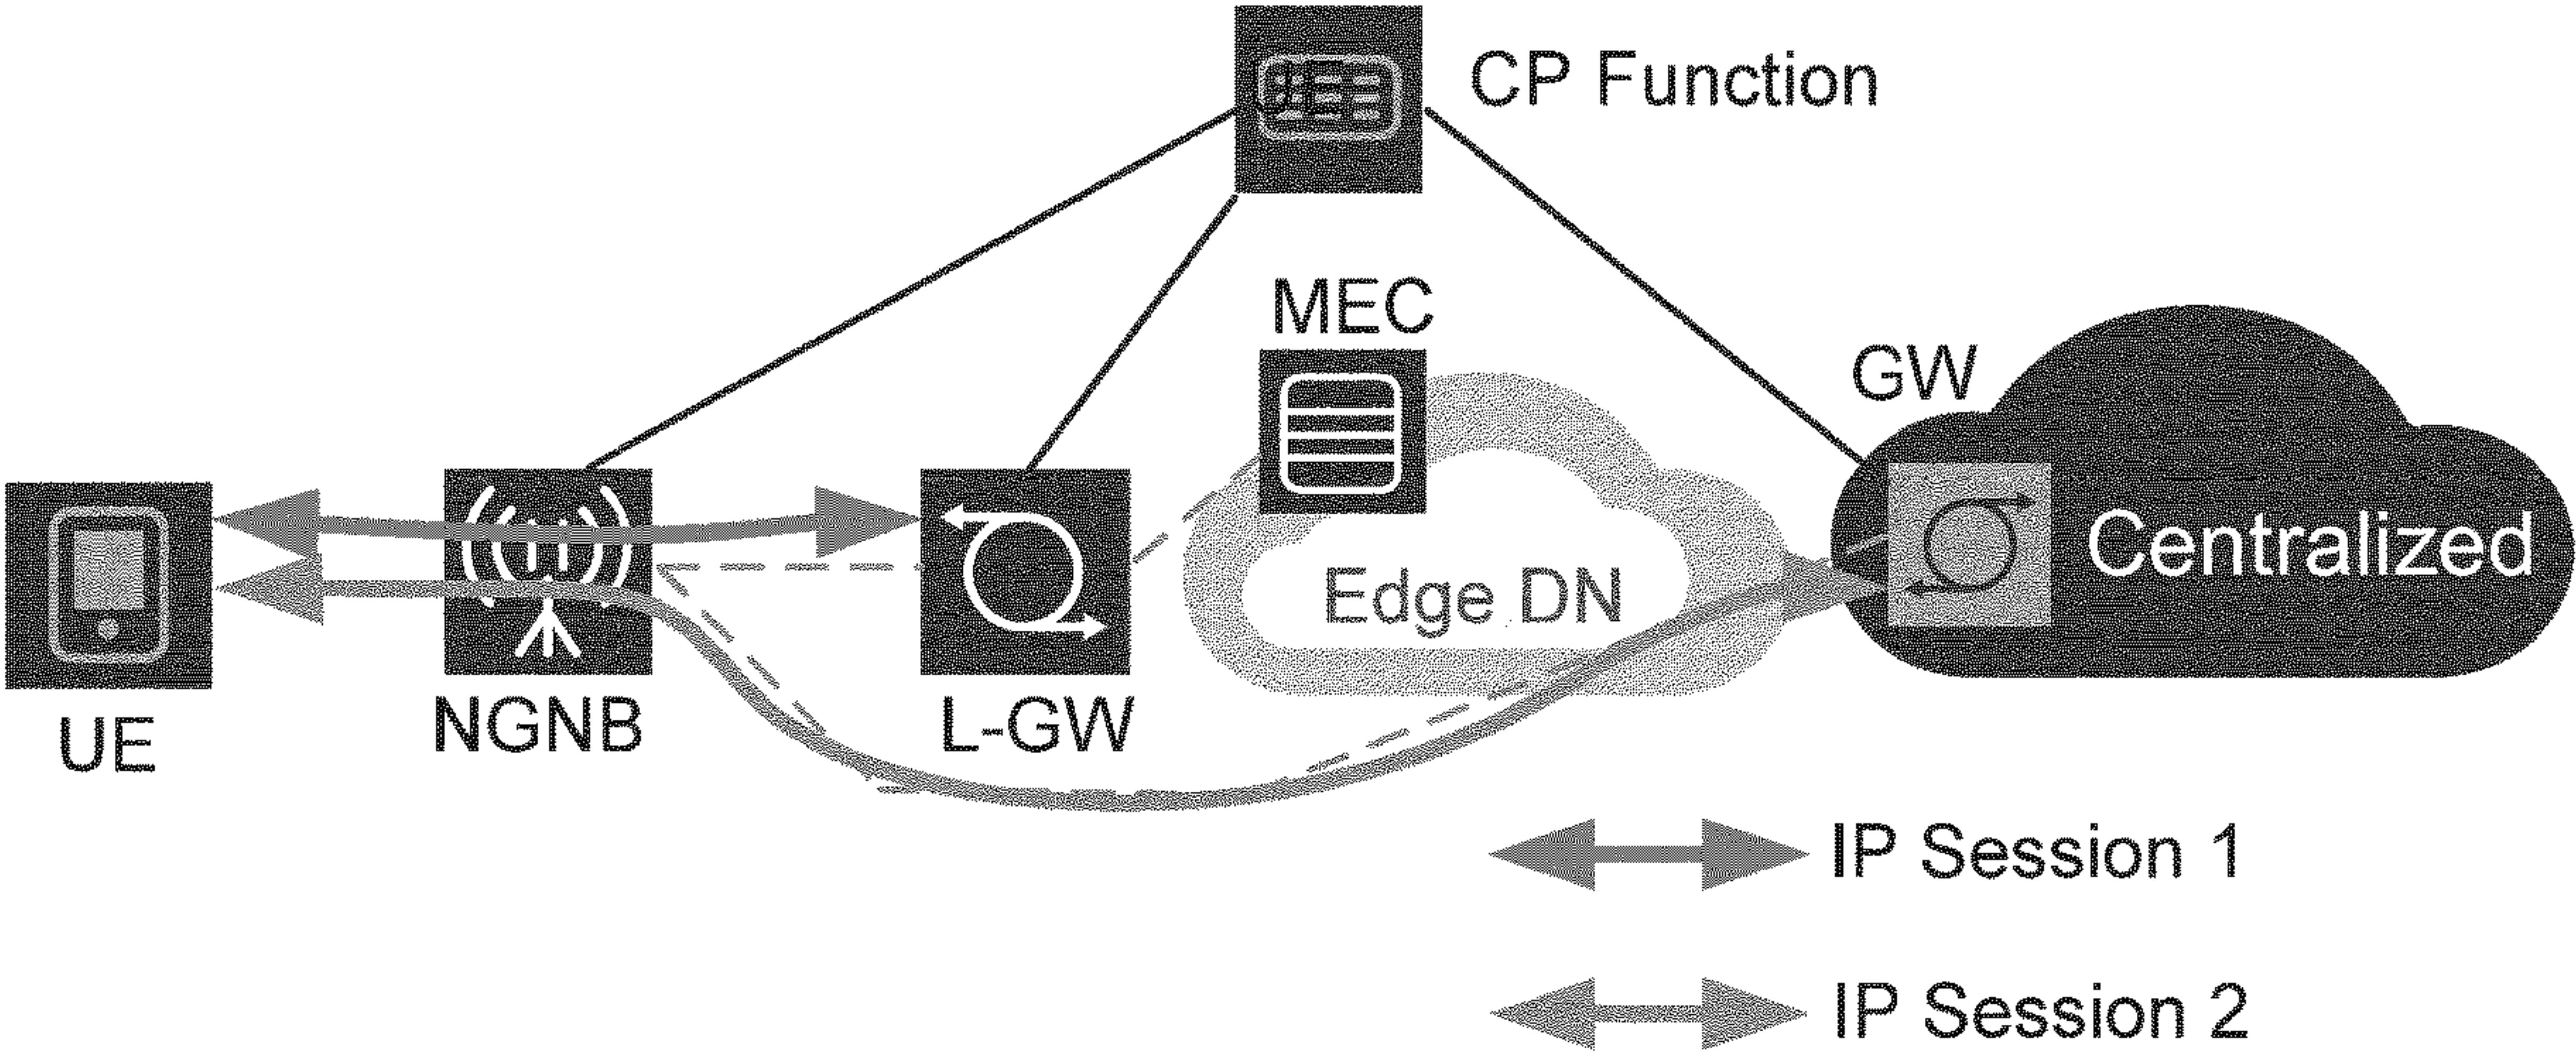 CP Function
MEC
GW
Centralized
Edge DN
UE
NGNB
L-GW
IP Session 1
IP Session 2